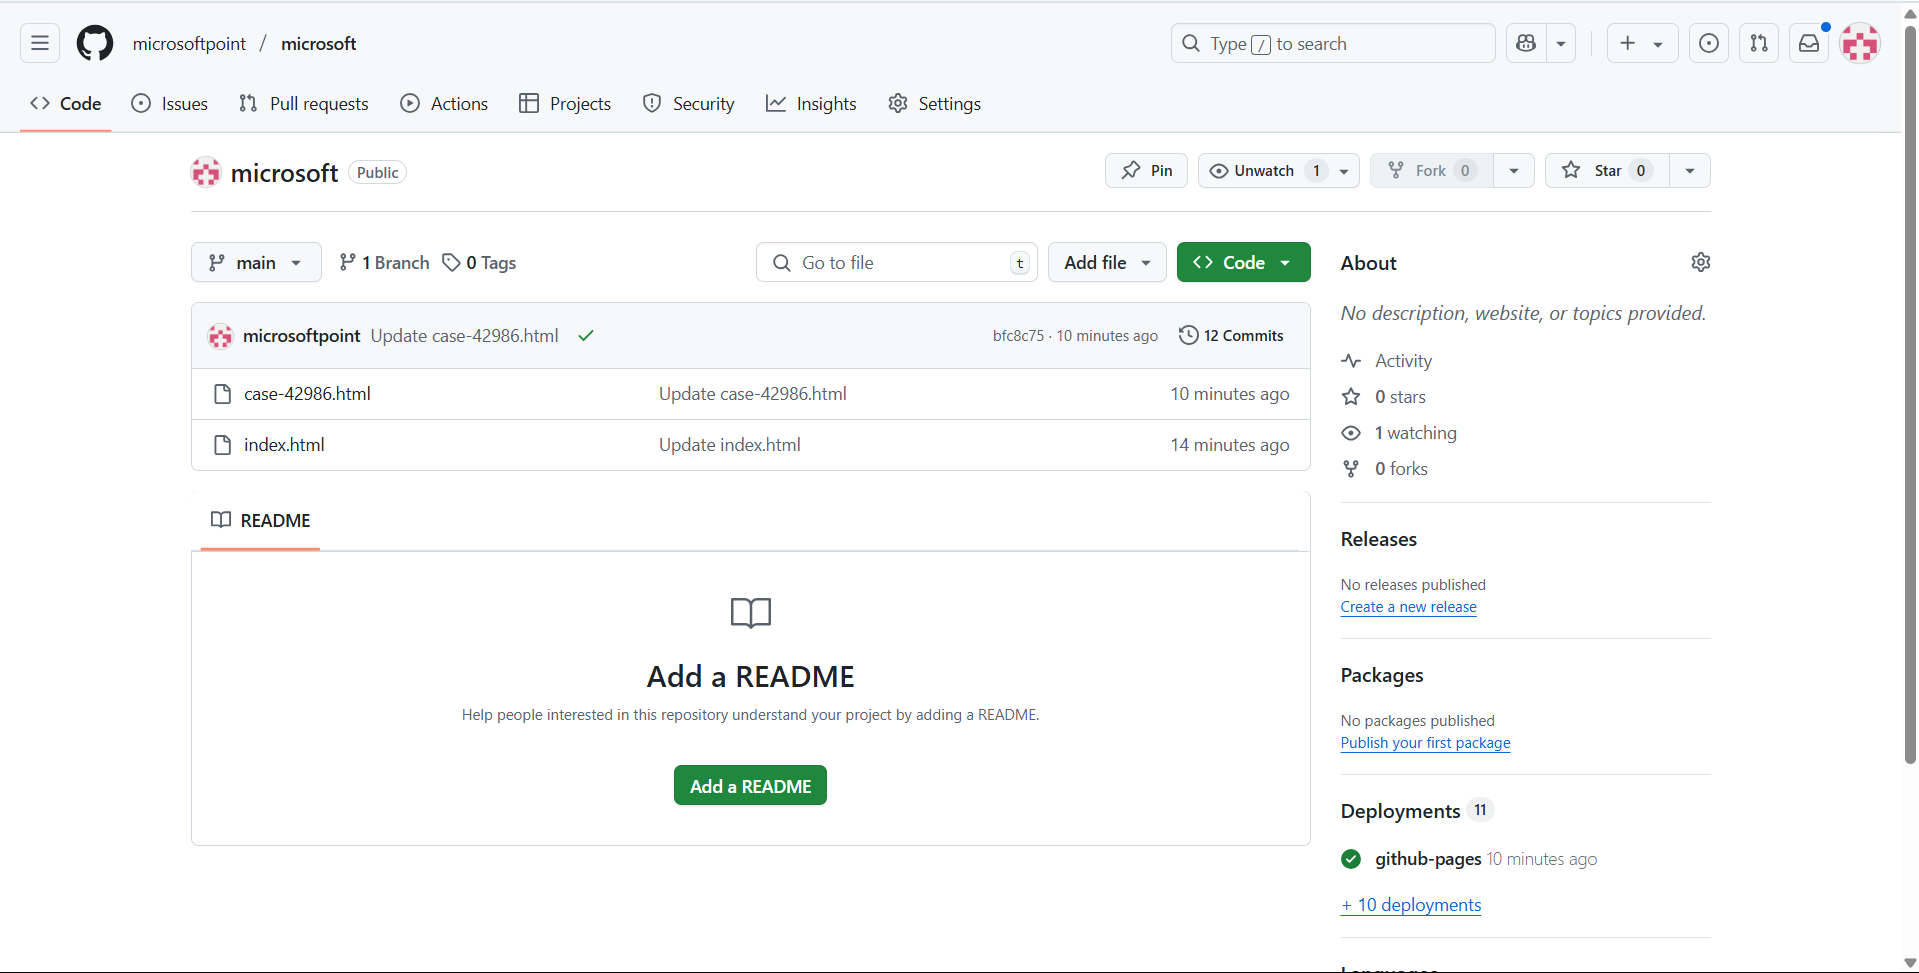 microsoftpoint / microsoft
Type / to search
Code Issues Pull requests Actions Projects Security Insights Settings
microsoft Public
Pin Unwatch 1 Fork 0 Star 0
main 1 Branch 0 Tags Go to file t Add file Code
microsoftpoint Update case-42986.html bfc8c75 · 10 minutes ago 12 Commits
case-42986.html Update case-42986.html 10 minutes ago
index.html Update index.html 14 minutes ago
README
Add a README
Help people interested in this repository understand your project by adding a README.
Add a README
About
No description, website, or topics provided.
Activity
0 stars
1 watching
0 forks
Releases
No releases published
Create a new release
Packages
No packages published
Publish your first package
Deployments 11
github-pages 10 minutes ago
+ 10 deployments